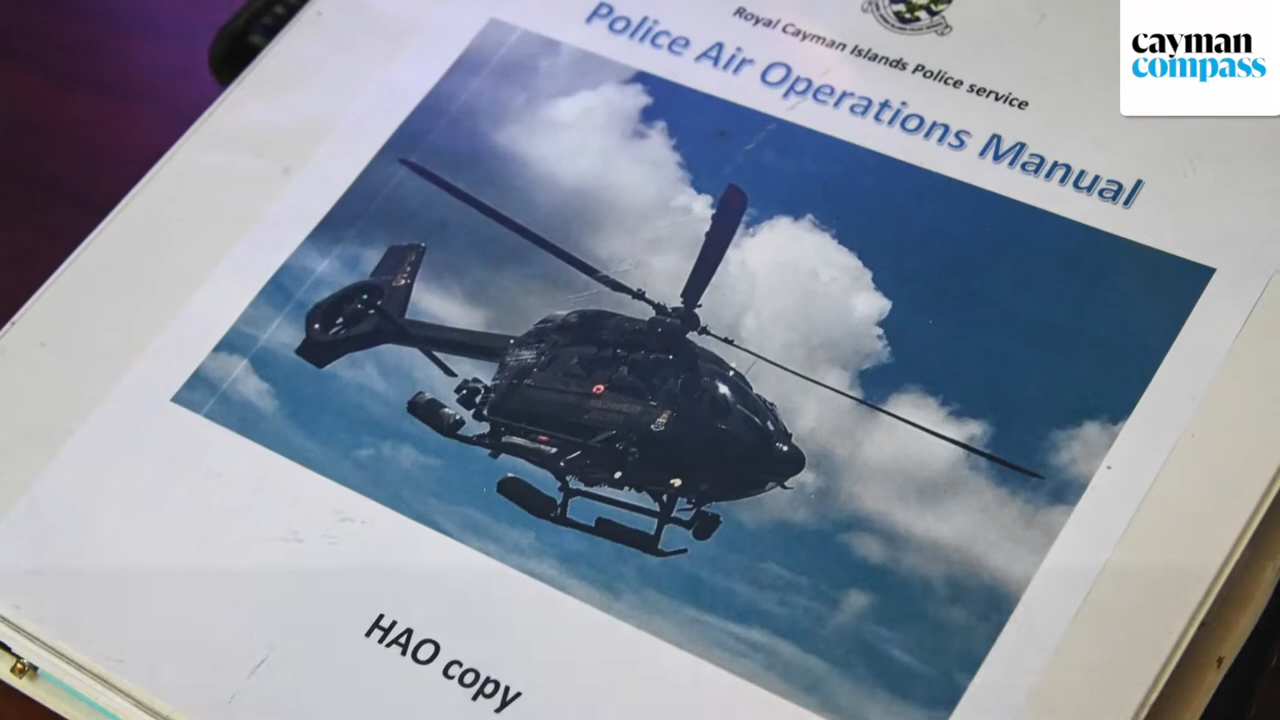 Royal Cayman Islands Police service
Police Air Operations Manual
HAO copy
cayman
compass